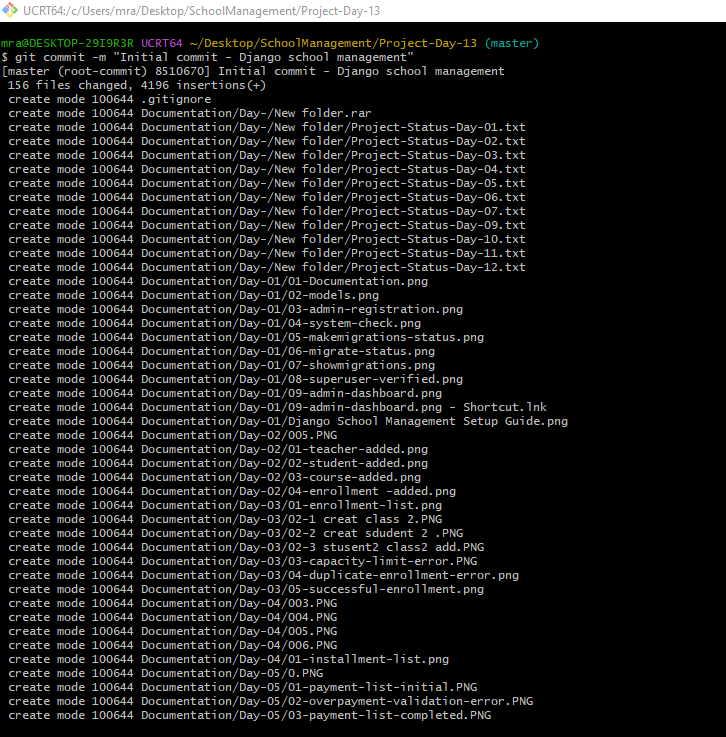 UCRT64:/c/Users/mra/Desktop/SchoolManagement/Project-Day-13
mra@DESKTOP-29I9R3R UCRT64 ~/Desktop/SchoolManagement/Project-Day-13 (master)
$ git commit -m "Initial commit - Django school management"
[master (root-commit) 8510670] Initial commit - Django school management
 156 files changed, 4196 insertions(+)
 create mode 100644 .gitignore
 create mode 100644 Documentation/Day-/New folder.rar
 create mode 100644 Documentation/Day-/New folder/Project-Status-Day-01.txt
 create mode 100644 Documentation/Day-/New folder/Project-Status-Day-02.txt
 create mode 100644 Documentation/Day-/New folder/Project-Status-Day-03.txt
 create mode 100644 Documentation/Day-/New folder/Project-Status-Day-04.txt
 create mode 100644 Documentation/Day-/New folder/Project-Status-Day-05.txt
 create mode 100644 Documentation/Day-/New folder/Project-Status-Day-06.txt
 create mode 100644 Documentation/Day-/New folder/Project-Status-Day-07.txt
 create mode 100644 Documentation/Day-/New folder/Project-Status-Day-09.txt
 create mode 100644 Documentation/Day-/New folder/Project-Status-Day-10.txt
 create mode 100644 Documentation/Day-/New folder/Project-Status-Day-11.txt
 create mode 100644 Documentation/Day-/New folder/Project-Status-Day-12.txt
 create mode 100644 Documentation/Day-01/01-Documentation.png
 create mode 100644 Documentation/Day-01/02-models.png
 create mode 100644 Documentation/Day-01/03-admin-registration.png
 create mode 100644 Documentation/Day-01/04-system-check.png
 create mode 100644 Documentation/Day-01/05-makemigrations-status.png
 create mode 100644 Documentation/Day-01/06-migrate-status.png
 create mode 100644 Documentation/Day-01/07-showmigrations.png
 create mode 100644 Documentation/Day-01/08-superuser-verified.png
 create mode 100644 Documentation/Day-01/09-admin-dashboard.png
 create mode 100644 Documentation/Day-01/09-admin-dashboard.png - Shortcut.lnk
 create mode 100644 Documentation/Day-01/Django School Management Setup Guide.png
 create mode 100644 Documentation/Day-02/005.PNG
 create mode 100644 Documentation/Day-02/01-teacher-added.png
 create mode 100644 Documentation/Day-02/02-student-added.png
 create mode 100644 Documentation/Day-02/03-course-added.png
 create mode 100644 Documentation/Day-02/04-enrollment -added.png
 create mode 100644 Documentation/Day-03/01-enrollment-list.png
 create mode 100644 Documentation/Day-03/02-1 creat class 2.PNG
 create mode 100644 Documentation/Day-03/02-2 creat sdudent 2 .PNG
 create mode 100644 Documentation/Day-03/02-3 stusent2 class2 add.PNG
 create mode 100644 Documentation/Day-03/03-capacity-limit-error.PNG
 create mode 100644 Documentation/Day-03/04-duplicate-enrollment-error.png
 create mode 100644 Documentation/Day-03/05-successful-enrollment.png
 create mode 100644 Documentation/Day-04/003.PNG
 create mode 100644 Documentation/Day-04/004.PNG
 create mode 100644 Documentation/Day-04/005.PNG
 create mode 100644 Documentation/Day-04/006.PNG
 create mode 100644 Documentation/Day-04/01-installment-list.png
 create mode 100644 Documentation/Day-05/0.PNG
 create mode 100644 Documentation/Day-05/01-payment-list-initial.PNG
 create mode 100644 Documentation/Day-05/02-overpayment-validation-error.PNG
 create mode 100644 Documentation/Day-05/03-payment-list-completed.PNG